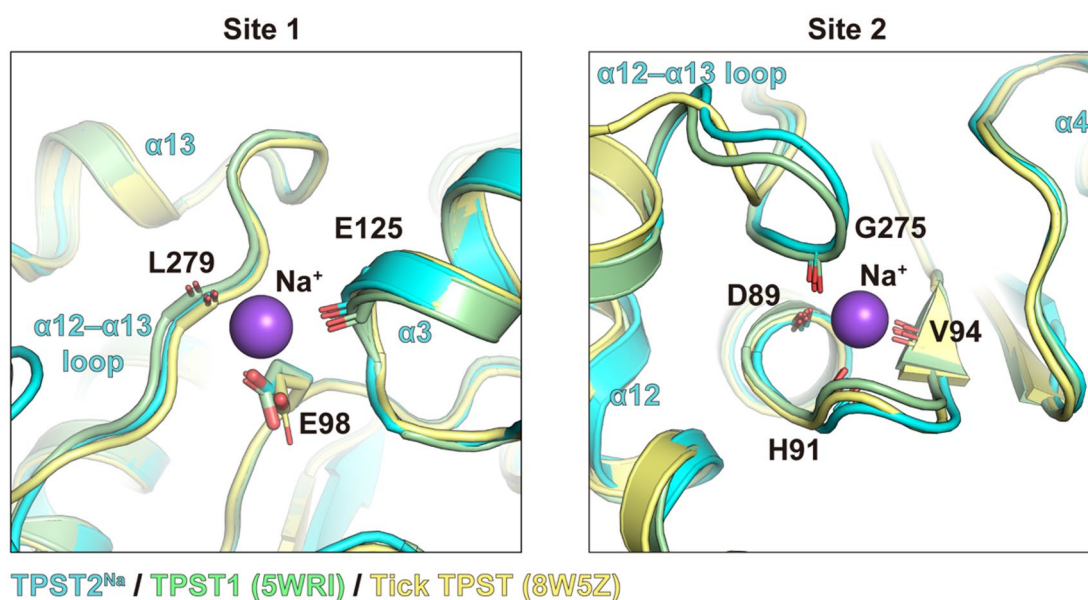 Site 1
α13
E125
L279
Na⁺
α12–α13
loop
α3
E98
Site 2
α12–α13 loop
α4
G275
Na⁺
D89
V94
α12
H91
TPST2ᴺᵃ / TPST1 (5WRI) / Tick TPST (8W5Z)